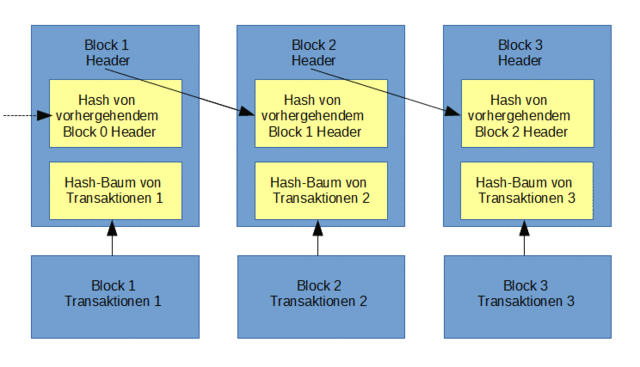 Block 1
Header
Hash von
vorhergehendem
Block 0 Header
Hash-Baum von
Transaktionen 1
Block 1
Transaktionen 1
Block 2
Header
Hash von
vorhergehendem
Block 1 Header
Hash-Baum von
Transaktionen 2
Block 2
Transaktionen 2
Block 3
Header
Hash von
vorhergehendem
Block 2 Header
Hash-Baum von
Transaktionen 3
Block 3
Transaktionen 3